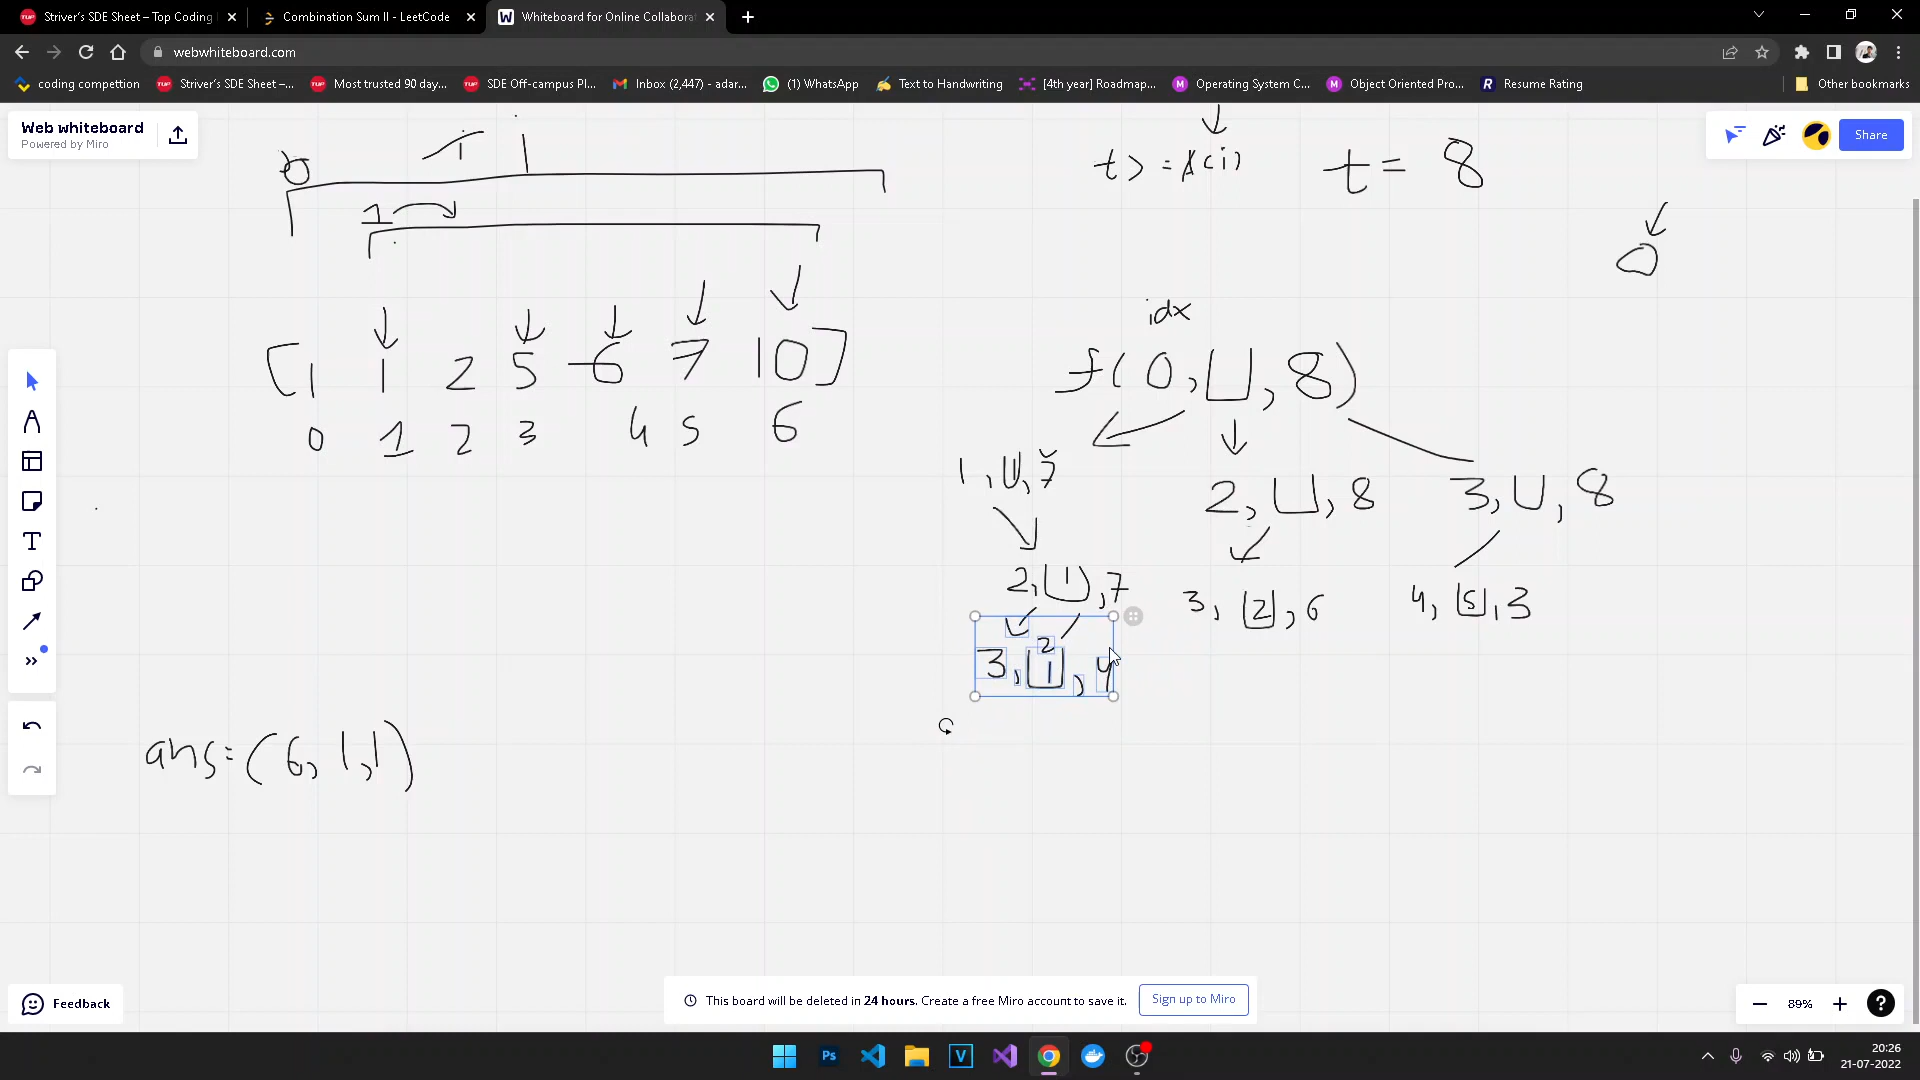 Striver's SDE Sheet – Top Coding
Combination Sum II - LeetCode
Whiteboard for Online Collabora
webwhiteboard.com
coding competition
Striver's SDE Sheet –...
Most trusted 90 day...
SDE Off-campus Pl...
Inbox (2,447) - adar...
(1) WhatsApp
Text to Handwriting
[4th year] Roadmap...
Operating System C...
Object Oriented Pro...
Resume Rating
Other bookmarks
Web whiteboard
Powered by Miro
Share
i
t = 8
0
1
idx
[1 1 2 5 6 7 10]
0 1 2 3 4 5 6
f(0, [], 8)
1, [1], 7
2, [], 8
3, [], 8
2, [1], 7
3, [2], 6
4, [5], 3
2
3, [1], 4
ans = (6, 1, 1)
Feedback
This board will be deleted in 24 hours. Create a free Miro account to save it.
Sign up to Miro
89%
20:26
21-07-2022